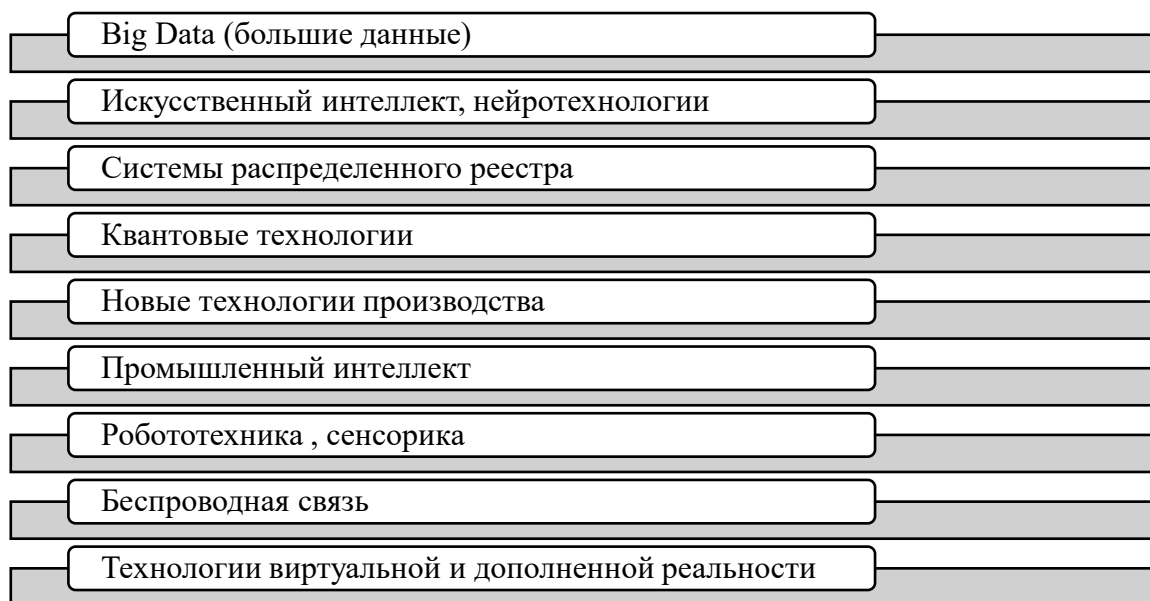 Big Data (большие данные)
Искусственный интеллект, нейротехнологии
Системы распределенного реестра
Квантовые технологии
Новые технологии производства
Промышленный интеллект
Робототехника , сенсорика
Беспроводная связь
Технологии виртуальной и дополненной реальности